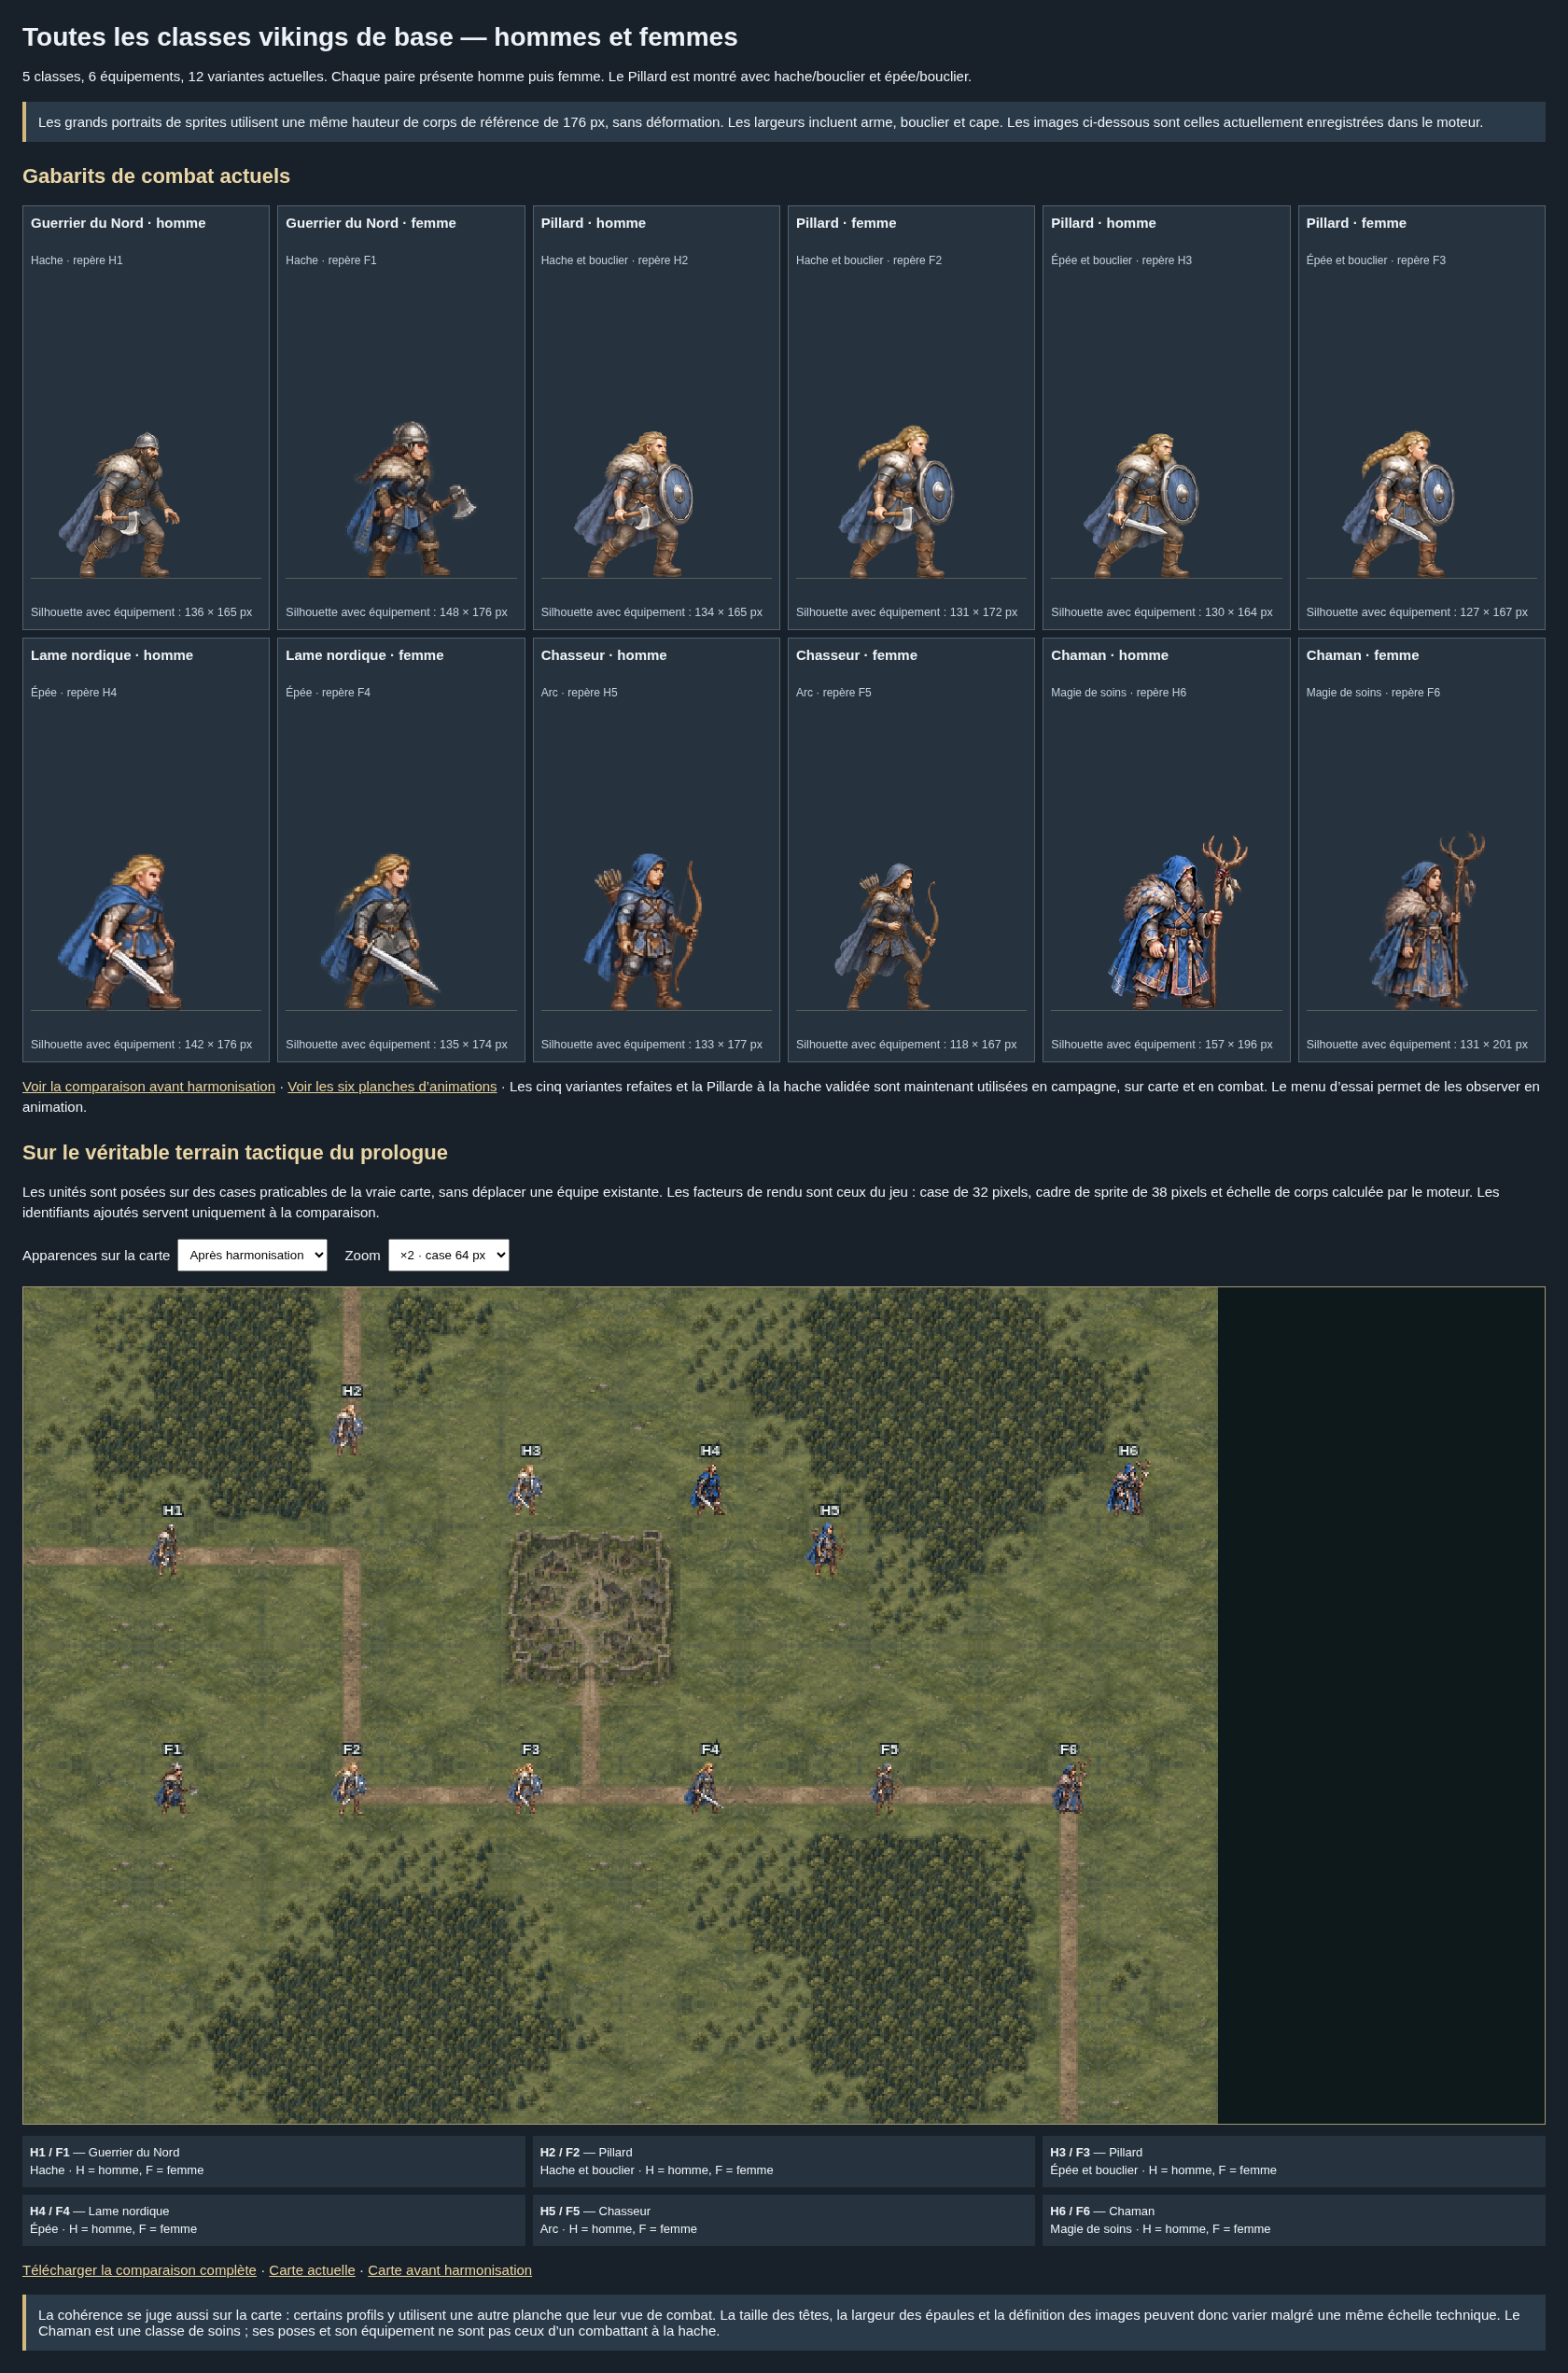 Toutes les classes vikings de base — hommes et femmes
5 classes, 6 équipements, 12 variantes actuelles. Chaque paire présente homme puis femme. Le Pillard est montré avec hache/bouclier et épée/bouclier.
Les grands portraits de sprites utilisent une même hauteur de corps de référence de 176 px, sans déformation. Les largeurs incluent arme, bouclier et cape. Les images ci-dessous sont celles actuellement enregistrées dans le moteur.
Gabarits de combat actuels
Guerrier du Nord · homme
Hache · repère H1
Silhouette avec équipement : 136 × 165 px
Guerrier du Nord · femme
Hache · repère F1
Silhouette avec équipement : 148 × 176 px
Pillard · homme
Hache et bouclier · repère H2
Silhouette avec équipement : 134 × 165 px
Pillard · femme
Hache et bouclier · repère F2
Silhouette avec équipement : 131 × 172 px
Pillard · homme
Épée et bouclier · repère H3
Silhouette avec équipement : 130 × 164 px
Pillard · femme
Épée et bouclier · repère F3
Silhouette avec équipement : 127 × 167 px
Lame nordique · homme
Épée · repère H4
Silhouette avec équipement : 142 × 176 px
Lame nordique · femme
Épée · repère F4
Silhouette avec équipement : 135 × 174 px
Chasseur · homme
Arc · repère H5
Silhouette avec équipement : 133 × 177 px
Chasseur · femme
Arc · repère F5
Silhouette avec équipement : 118 × 167 px
Chaman · homme
Magie de soins · repère H6
Silhouette avec équipement : 157 × 196 px
Chaman · femme
Magie de soins · repère F6
Silhouette avec équipement : 131 × 201 px
Voir la comparaison avant harmonisation · Voir les six planches d'animations · Les cinq variantes refaites et la Pillarde à la hache validée sont maintenant utilisées en campagne, sur carte et en combat. Le menu d'essai permet de les observer en
animation.
Sur le véritable terrain tactique du prologue
Les unités sont posées sur des cases praticables de la vraie carte, sans déplacer une équipe existante. Les facteurs de rendu sont ceux du jeu : case de 32 pixels, cadre de sprite de 38 pixels et échelle de corps calculée par le moteur. Les
identifiants ajoutés servent uniquement à la comparaison.
Apparences sur la carte Après harmonisation Zoom ×2 · case 64 px
H2
H3
H4
H6
H1
H5
F1
F2
F3
F4
F5
F6
H1 / F1 — Guerrier du Nord
Hache · H = homme, F = femme
H2 / F2 — Pillard
Hache et bouclier · H = homme, F = femme
H3 / F3 — Pillard
Épée et bouclier · H = homme, F = femme
H4 / F4 — Lame nordique
Épée · H = homme, F = femme
H5 / F5 — Chasseur
Arc · H = homme, F = femme
H6 / F6 — Chaman
Magie de soins · H = homme, F = femme
Télécharger la comparaison complète · Carte actuelle · Carte avant harmonisation
La cohérence se juge aussi sur la carte : certains profils y utilisent une autre planche que leur vue de combat. La taille des têtes, la largeur des épaules et la définition des images peuvent donc varier malgré une même échelle technique. Le
Chaman est une classe de soins ; ses poses et son équipement ne sont pas ceux d'un combattant à la hache.